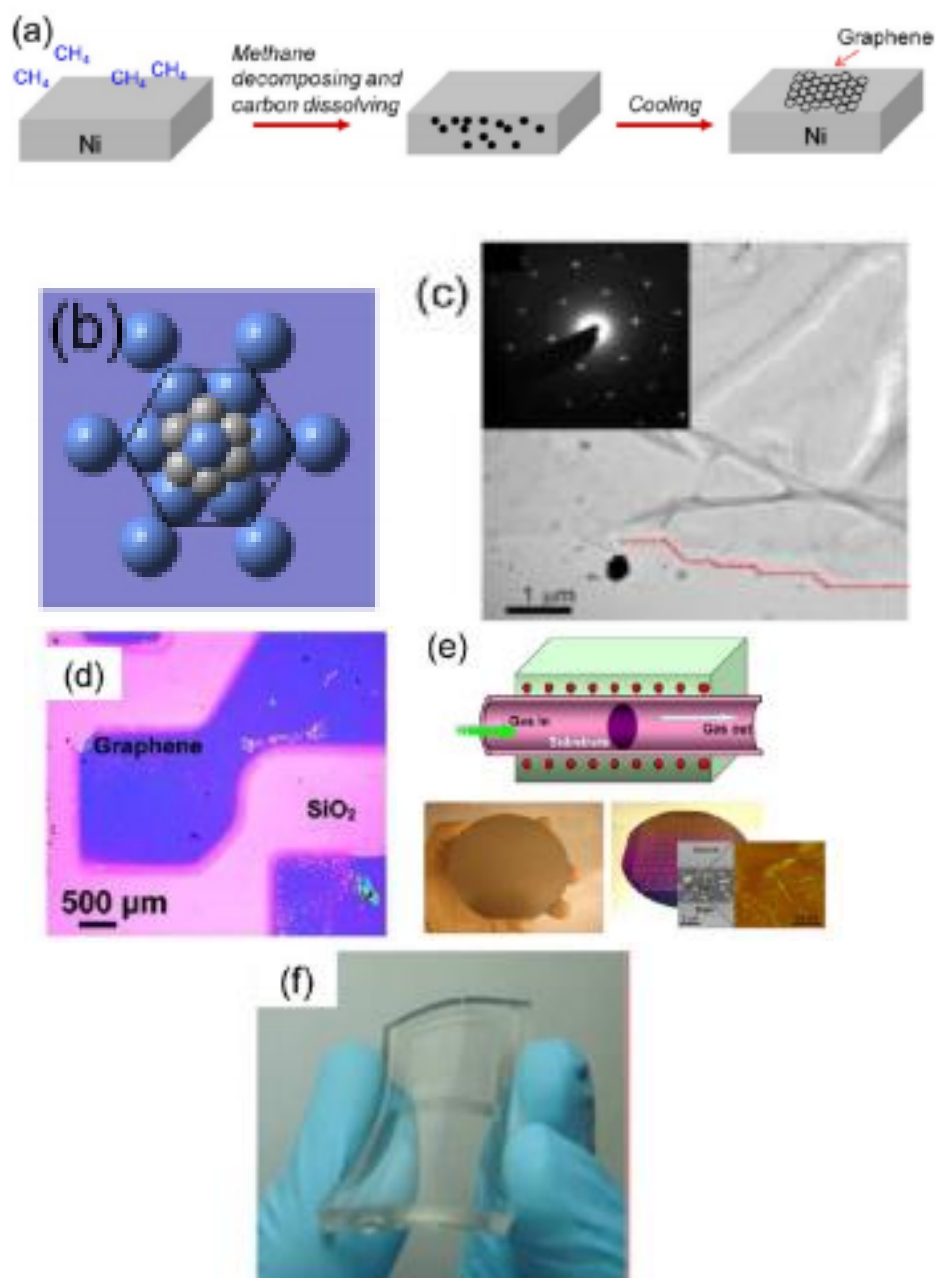 (a)
CH₄
CH₄
CH₄
CH₄
Ni
Methane
decomposing and
carbon dissolving
Cooling
Graphene
Ni
(b)
(c)
1 μm
(d)
Graphene
SiO₂
500 μm
(e)
Gas in
Substrate
Gas out
(f)